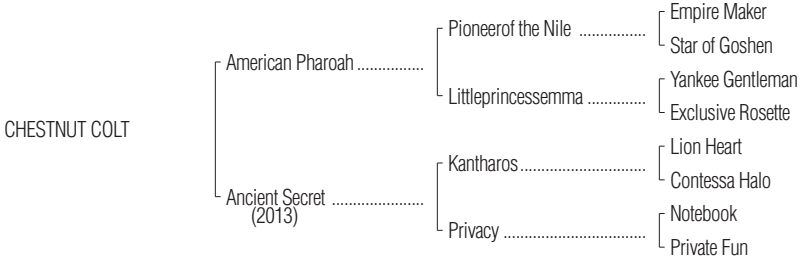 Empire Maker
Pioneerof the Nile ................
Star of Goshen
American Pharoah ................
Yankee Gentleman
Littleprincessemma ..............
Exclusive Rosette
CHESTNUT COLT
Lion Heart
Kantharos..............................
Contessa Halo
Ancient Secret ......................
(2013)
Notebook
Privacy ..................................
Private Fun